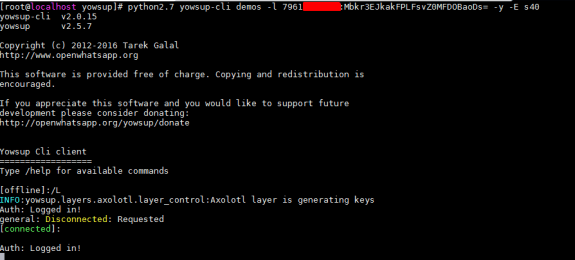 [root@localhost yowsup]# python2.7 yowsup-cli demos -l 7961 :Mbkr3EJkakFPLFsvZ0MFDOBaoDs= -y -E s40
yowsup-cli  v2.0.15
yowsup      v2.5.7
Copyright (c) 2012-2016 Tarek Galal
http://www.openwhatsapp.org
This software is provided free of charge. Copying and redistribution is
encouraged.
If you appreciate this software and you would like to support future
development please consider donating:
http://openwhatsapp.org/yowsup/donate
Yowsup Cli client
==================
Type /help for available commands
[offline]:/L
INFO:yowsup.layers.axolotl.layer_control:Axolotl layer is generating keys
Auth: Logged in!
general: Disconnected: Requested
[connected]:
Auth: Logged in!